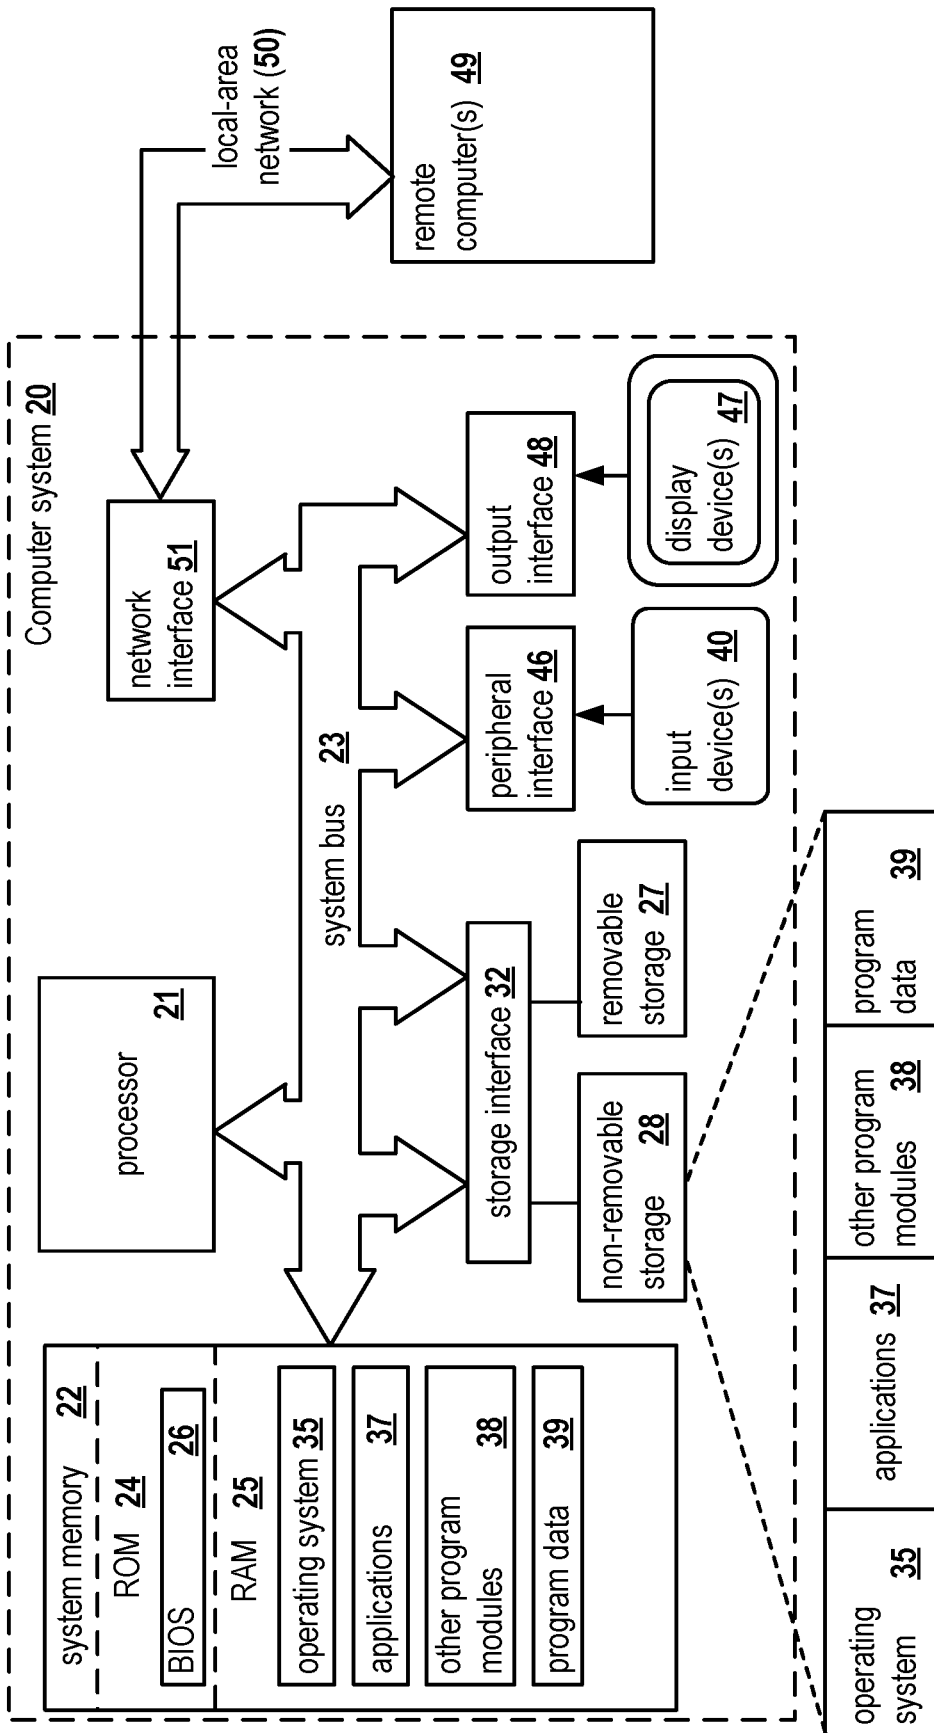 Computer system 20
system memory 22
ROM 24
BIOS 26
RAM 25
operating system 35
applications 37
other program
modules 38
program data 39
processor 21
system bus 23
network
interface 51
local-area
network (50)
remote
computer(s) 49
storage interface 32
non-removable
storage 28
removable
storage 27
peripheral
interface 46
output
interface 48
input
device(s) 40
display
device(s) 47
operating
system 35
applications 37
other program
modules 38
program
data 39